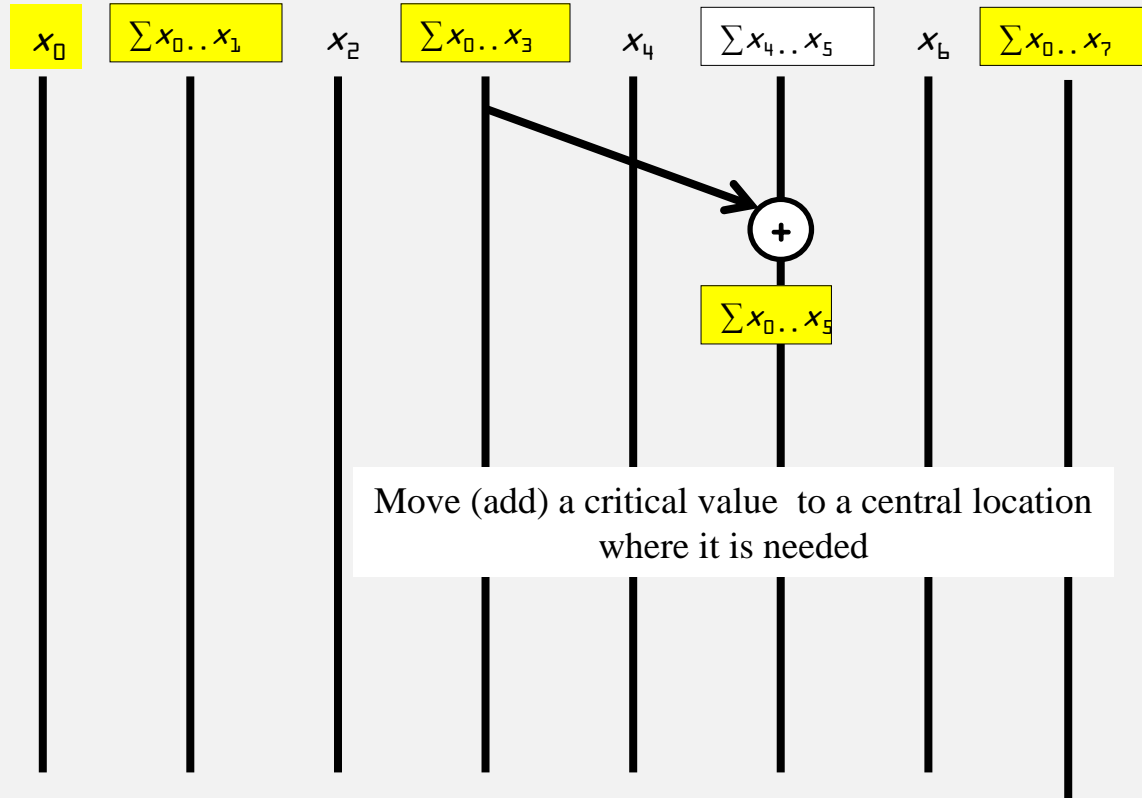 x₀ ∑x₀..x₁ x₂ ∑x₀..x₃ x₄ ∑x₄..x₅ x₆ ∑x₀..x₇
+
∑x₀..x₅
Move (add) a critical value to a central location
where it is needed